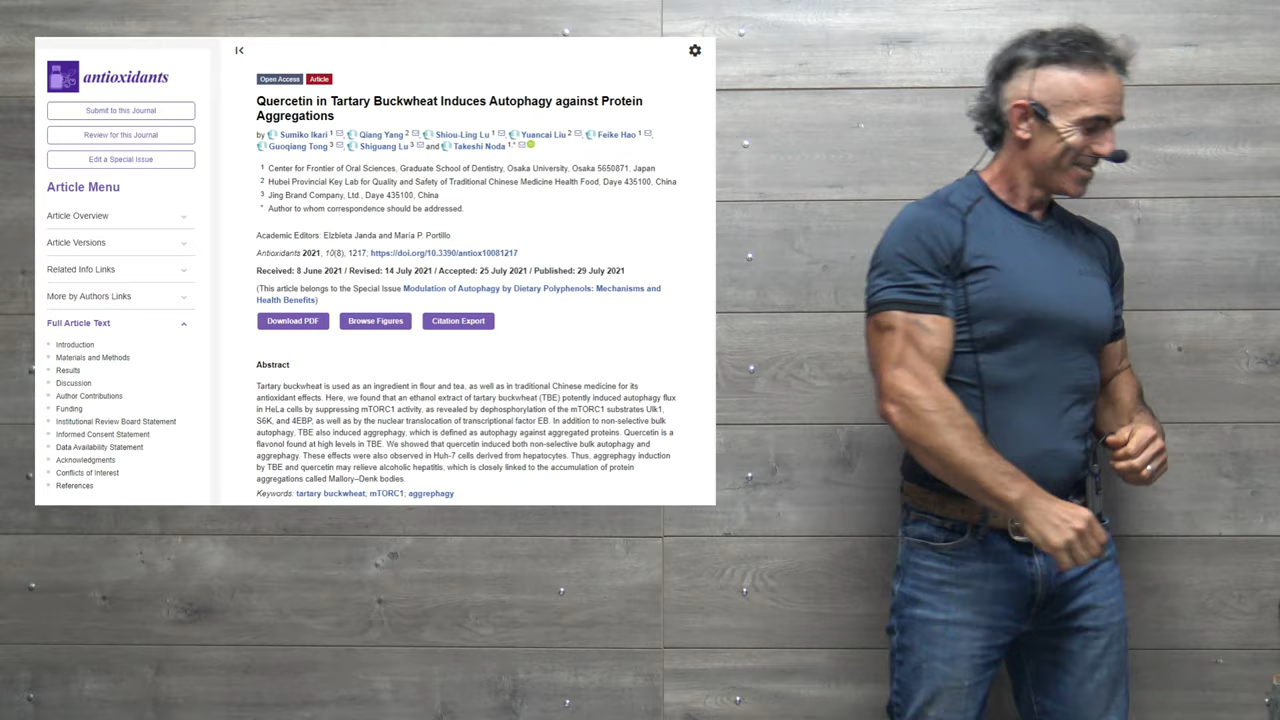 antioxidants
Submit to this Journal
Review for this Journal
Edit a Special Issue
Article Menu
Article Overview
Article Versions
Related Info Links
More by Authors Links
Full Article Text
Introduction
Materials and Methods
Results
Discussion
Author Contributions
Funding
Institutional Review Board Statement
Informed Consent Statement
Data Availability Statement
Acknowledgments
Conflicts of Interest
References
Open Access Article
Quercetin in Tartary Buckwheat Induces Autophagy against Protein
Aggregations
by Sumiko Ikari 1, Qiang Yang 2, Shiou-Ling Lu 1, Yuancai Liu 2, Feike Hao 1,
Guoqiang Tong 3, Shiguang Lu 3 and Takeshi Noda 1,*
1 Center for Frontier of Oral Sciences, Graduate School of Dentistry, Osaka University, Osaka 5650871, Japan
2 Hubei Provincial Key Lab for Quality and Safety of Traditional Chinese Medicine Health Food, Daye 435100, China
3 Jing Brand Company, Ltd., Daye 435100, China
* Author to whom correspondence should be addressed.
Academic Editors: Elzbieta Janda and María P. Portillo
Antioxidants 2021, 10(8), 1217; https://doi.org/10.3390/antiox10081217
Received: 8 June 2021 / Revised: 14 July 2021 / Accepted: 25 July 2021 / Published: 29 July 2021
(This article belongs to the Special Issue Modulation of Autophagy by Dietary Polyphenols: Mechanisms and
Health Benefits)
Download PDF Browse Figures Citation Export
Abstract
Tartary buckwheat is used as an ingredient in flour and tea, as well as in traditional Chinese medicine for its
antioxidant effects. Here, we found that an ethanol extract of tartary buckwheat (TBE) potently induced autophagy flux
in HeLa cells by suppressing mTORC1 activity, as revealed by dephosphorylation of the mTORC1 substrates Ulk1,
S6K, and 4EBP, as well as by the nuclear translocation of transcriptional factor EB. In addition to non-selective bulk
autophagy, TBE also induced aggrephagy, which is defined as autophagy against aggregated proteins. Quercetin is a
flavonol found at high levels in TBE. We showed that quercetin induced both non-selective bulk autophagy and
aggrephagy. These effects were also observed in Huh-7 cells derived from hepatocytes. Thus, aggrephagy induction
by TBE and quercetin may relieve alcoholic hepatitis, which is closely linked to the accumulation of protein
aggregations called Mallory–Denk bodies.
Keywords: tartary buckwheat; mTORC1; aggrephagy